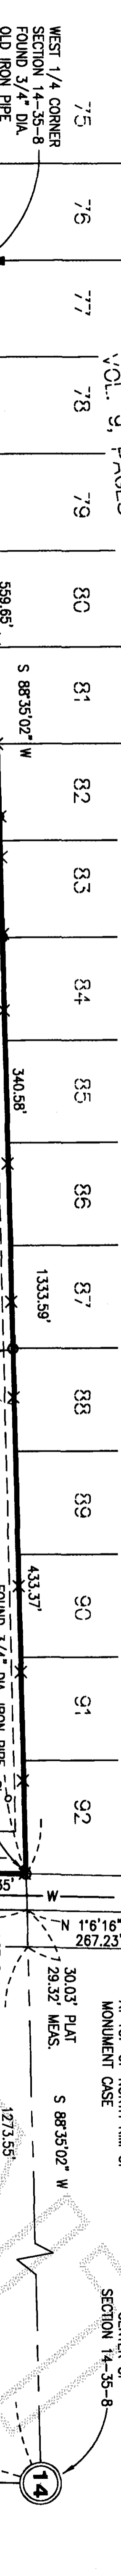 75
76
77
78
79
80
81
82
83
84
85
86
87
88
89
90
91
92
WEST 1/4 CORNER
SECTION 14-35-8
FOUND 3/4" DIA.
OLD IRON PIPE
559.65'
S 88°35'02" W
340.58'
1333.59'
433.37'
W
N 1°6'16"
267.23'
30.03' PLAT
29.32' MEAS.
S 88°35'02" W
1273.55'
MONUMENT CASE
SECTION 14-35-8
14